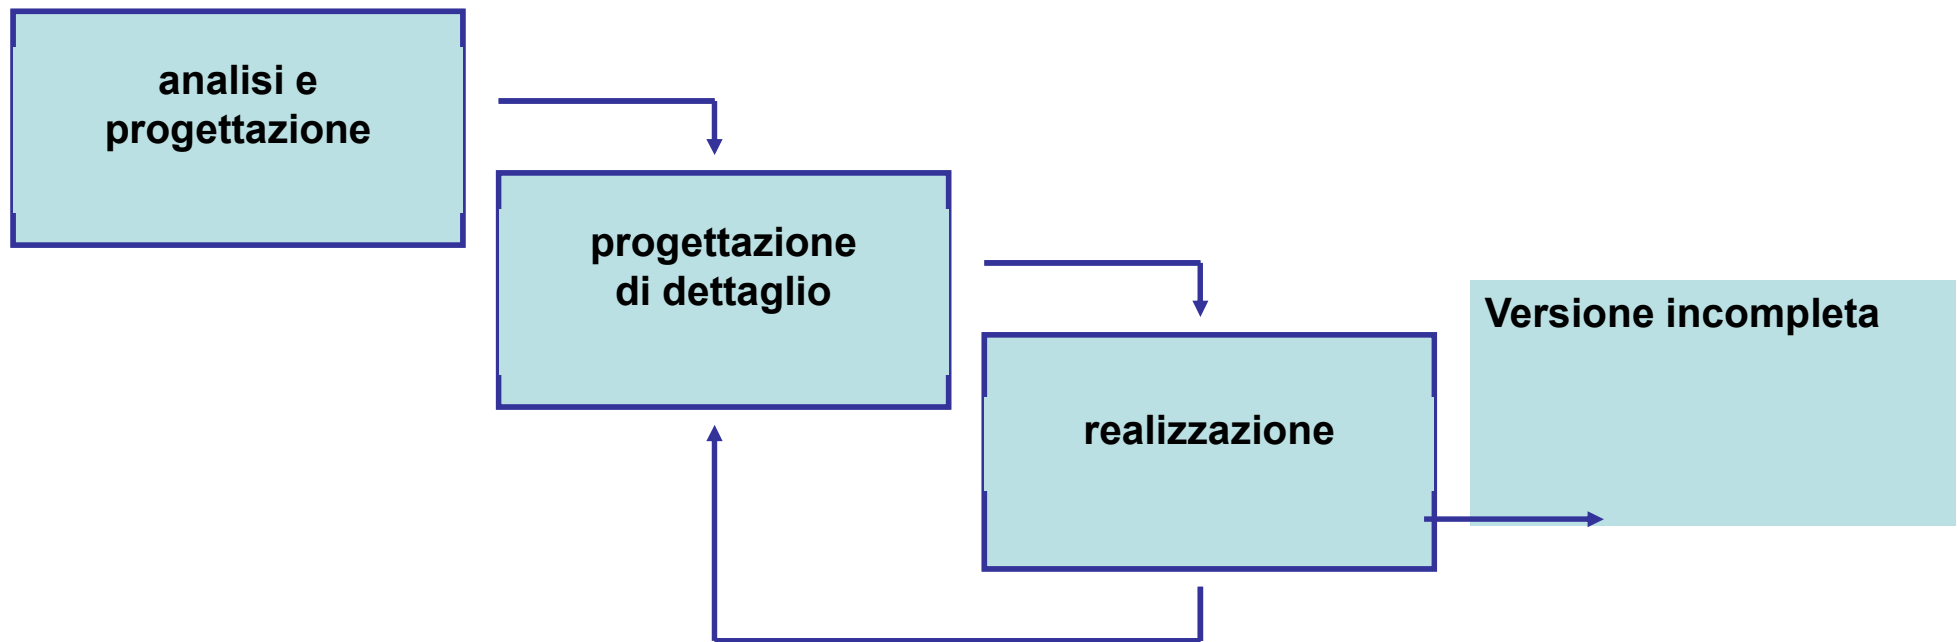 analisi e
progettazione
progettazione
di dettaglio
Versione incompleta
realizzazione